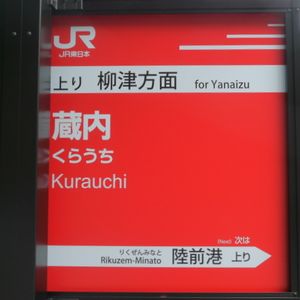 JR
JR東日本
上り 柳津方面 for Yanaizu
蔵内
くらうち
Kurauchi
(Next) 次は
りくぜんみなと
Rikuzem-Minato 陸前港 上り